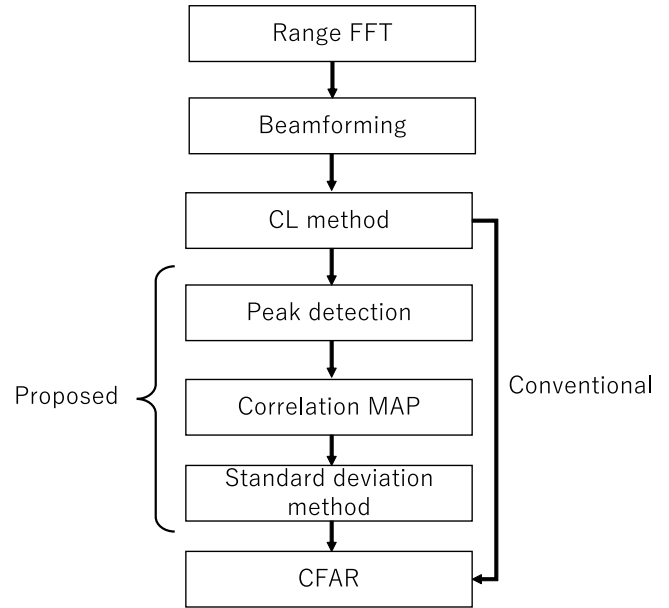 Range FFT
Beamforming
CL method
Peak detection
Proposed
Conventional
Correlation MAP
Standard deviation
method
CFAR